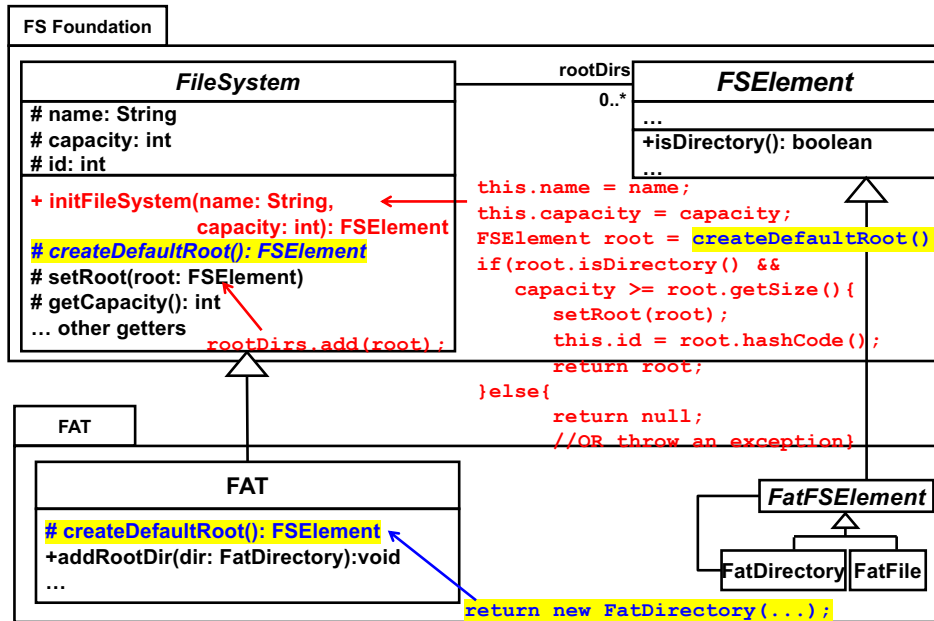 FS Foundation
FileSystem
# name: String
# capacity: int
# id: int
+ initFileSystem(name: String,
capacity: int): FSElement
# createDefaultRoot(): FSElement
# setRoot(root: FSElement)
# getCapacity(): int
… other getters
rootDirs.add(root);
rootDirs
0..*
FSElement
…
+isDirectory(): boolean
…
this.name = name;
this.capacity = capacity;
FSElement root = createDefaultRoot()
if(root.isDirectory() &&
capacity >= root.getSize(){
setRoot(root);
this.id = root.hashCode();
return root;
}else{
return null;
//OR throw an exception}
FAT
FAT
# createDefaultRoot(): FSElement
+addRootDir(dir: FatDirectory):void
…
return new FatDirectory(...);
FatFSElement
FatDirectory
FatFile